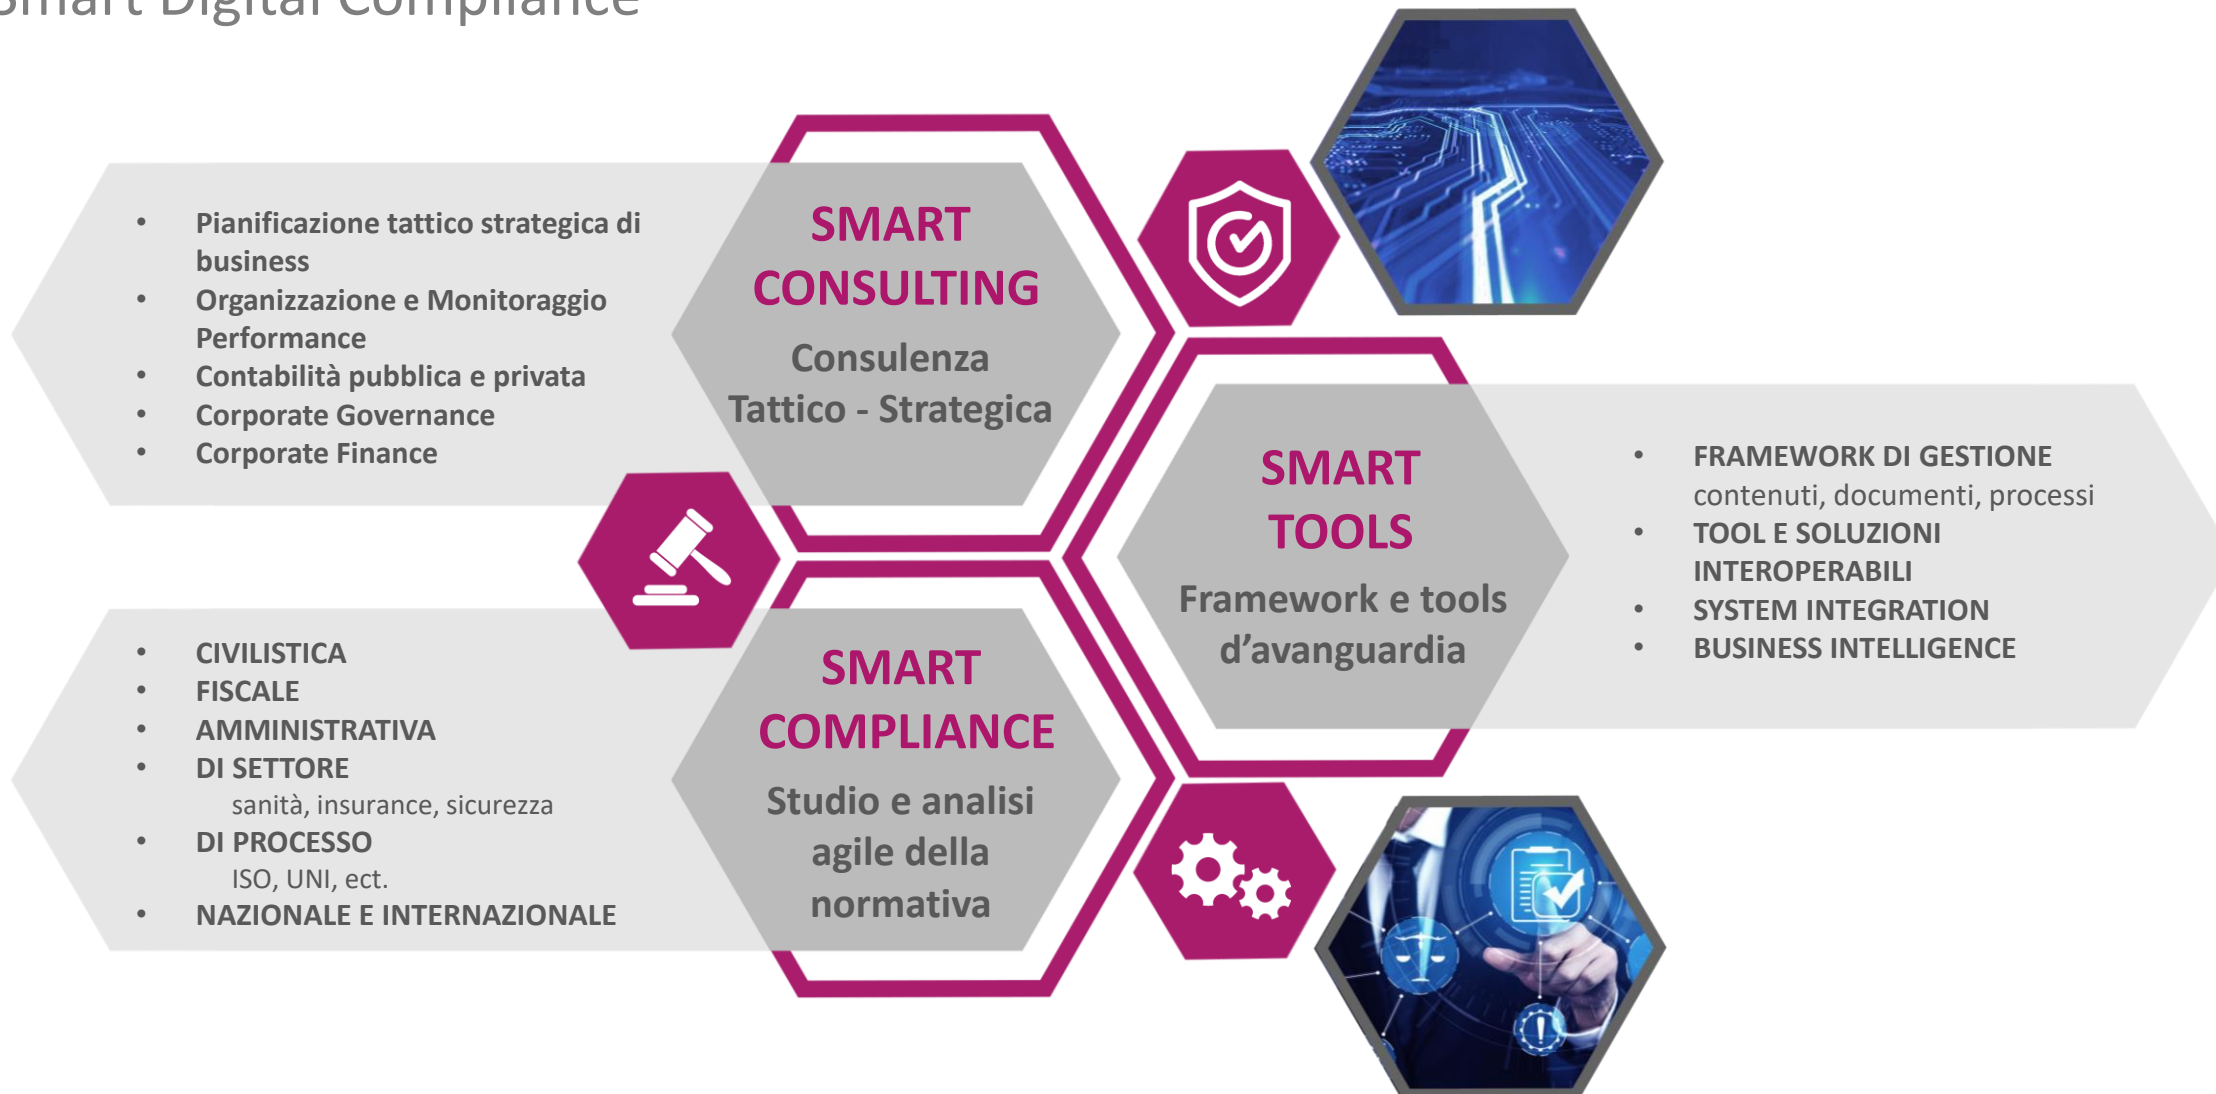 Smart Digital Compliance
• Pianificazione tattico strategica di
business
• Organizzazione e Monitoraggio
Performance
• Contabilità pubblica e privata
• Corporate Governance
• Corporate Finance
SMART
CONSULTING
Consulenza
Tattico - Strategica
SMART
TOOLS
Framework e tools
d’avanguardia
• FRAMEWORK DI GESTIONE
contenuti, documenti, processi
• TOOL E SOLUZIONI
INTEROPERABILI
• SYSTEM INTEGRATION
• BUSINESS INTELLIGENCE
• CIVILISTICA
• FISCALE
• AMMINISTRATIVA
• DI SETTORE
sanità, insurance, sicurezza
• DI PROCESSO
ISO, UNI, ect.
• NAZIONALE E INTERNAZIONALE
SMART
COMPLIANCE
Studio e analisi
agile della
normativa